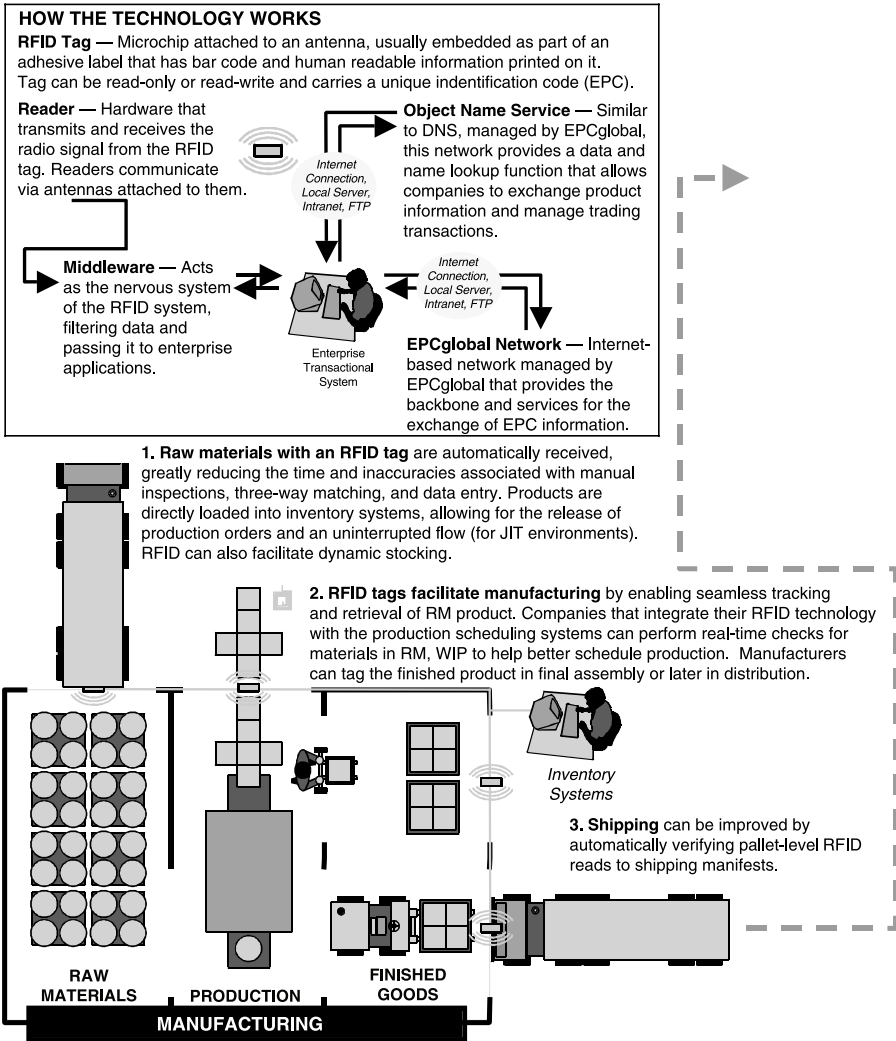 HOW THE TECHNOLOGY WORKS
RFID Tag — Microchip attached to an antenna, usually embedded as part of an
adhesive label that has bar code and human readable information printed on it.
Tag can be read-only or read-write and carries a unique indentification code (EPC).
Reader — Hardware that
transmits and receives the
radio signal from the RFID
tag. Readers communicate
via antennas attached to them.
Internet
Connection,
Local Server,
Intranet, FTP
Object Name Service — Similar
to DNS, managed by EPCglobal,
this network provides a data and
name lookup function that allows
companies to exchange product
information and manage trading
transactions.
Middleware — Acts
as the nervous system
of the RFID system,
filtering data and
passing it to enterprise
applications.
Enterprise
Transactional
System
Internet
Connection,
Local Server,
Intranet, FTP
EPCglobal Network — Internet-
based network managed by
EPCglobal that provides the
backbone and services for the
exchange of EPC information.
1. Raw materials with an RFID tag are automatically received,
greatly reducing the time and inaccuracies associated with manual
inspections, three-way matching, and data entry. Products are
directly loaded into inventory systems, allowing for the release of
production orders and an uninterrupted flow (for JIT environments).
RFID can also facilitate dynamic stocking.
2. RFID tags facilitate manufacturing by enabling seamless tracking
and retrieval of RM product. Companies that integrate their RFID technology
with the production scheduling systems can perform real-time checks for
materials in RM, WIP to help better schedule production. Manufacturers
can tag the finished product in final assembly or later in distribution.
Inventory
Systems
3. Shipping can be improved by
automatically verifying pallet-level RFID
reads to shipping manifests.
RAW
MATERIALS
PRODUCTION
FINISHED
GOODS
MANUFACTURING